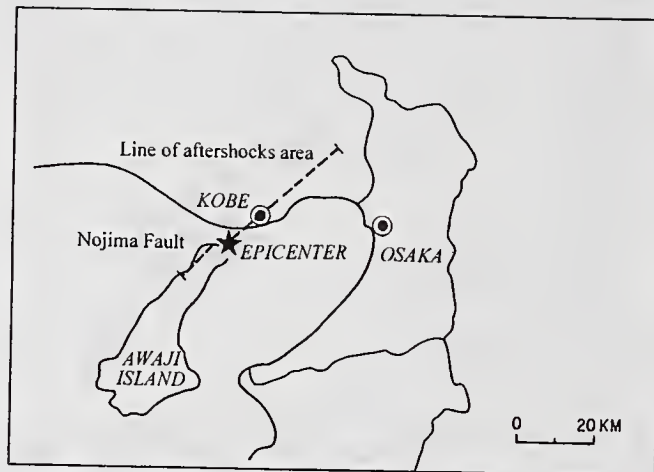 Line of aftershocks area
KOBE
Nojima Fault
EPICENTER
OSAKA
AWAJI
ISLAND
0 20 KM